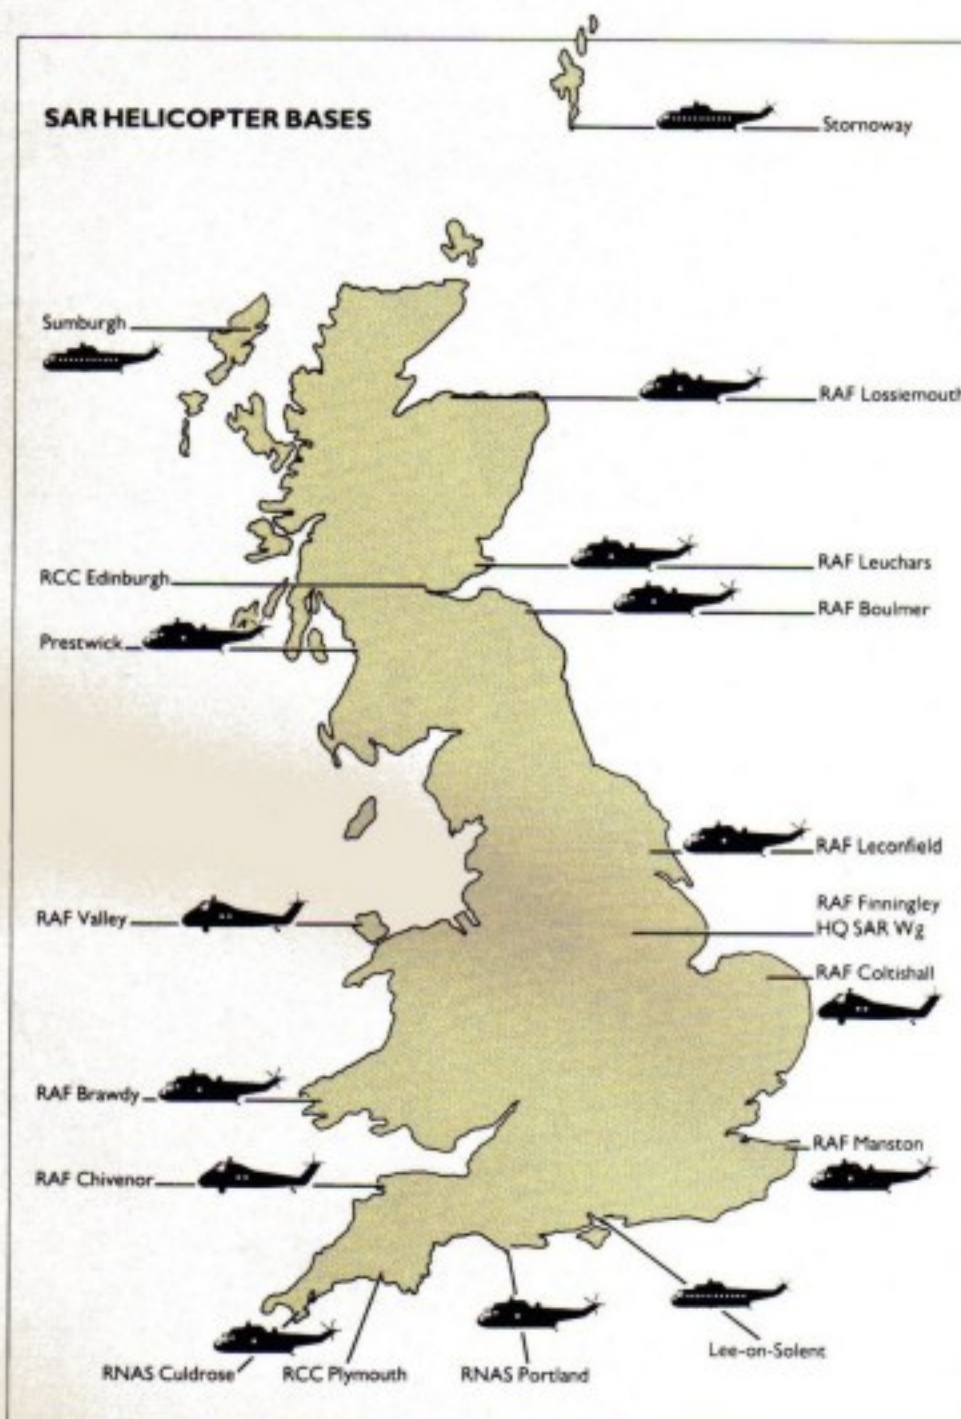 SAR HELICOPTER BASES
Stornoway
Sumburgh
RAF Lossiemouth
RAF Leuchars
RCC Edinburgh
RAF Boulmer
Prestwick
RAF Leconfield
RAF Finningley
HQ SAR Wg
RAF Valley
RAF Coltishall
RAF Brawdy
RAF Manston
RAF Chivenor
Lee-on-Solent
RNAS Culdrose
RCC Plymouth
RNAS Portland